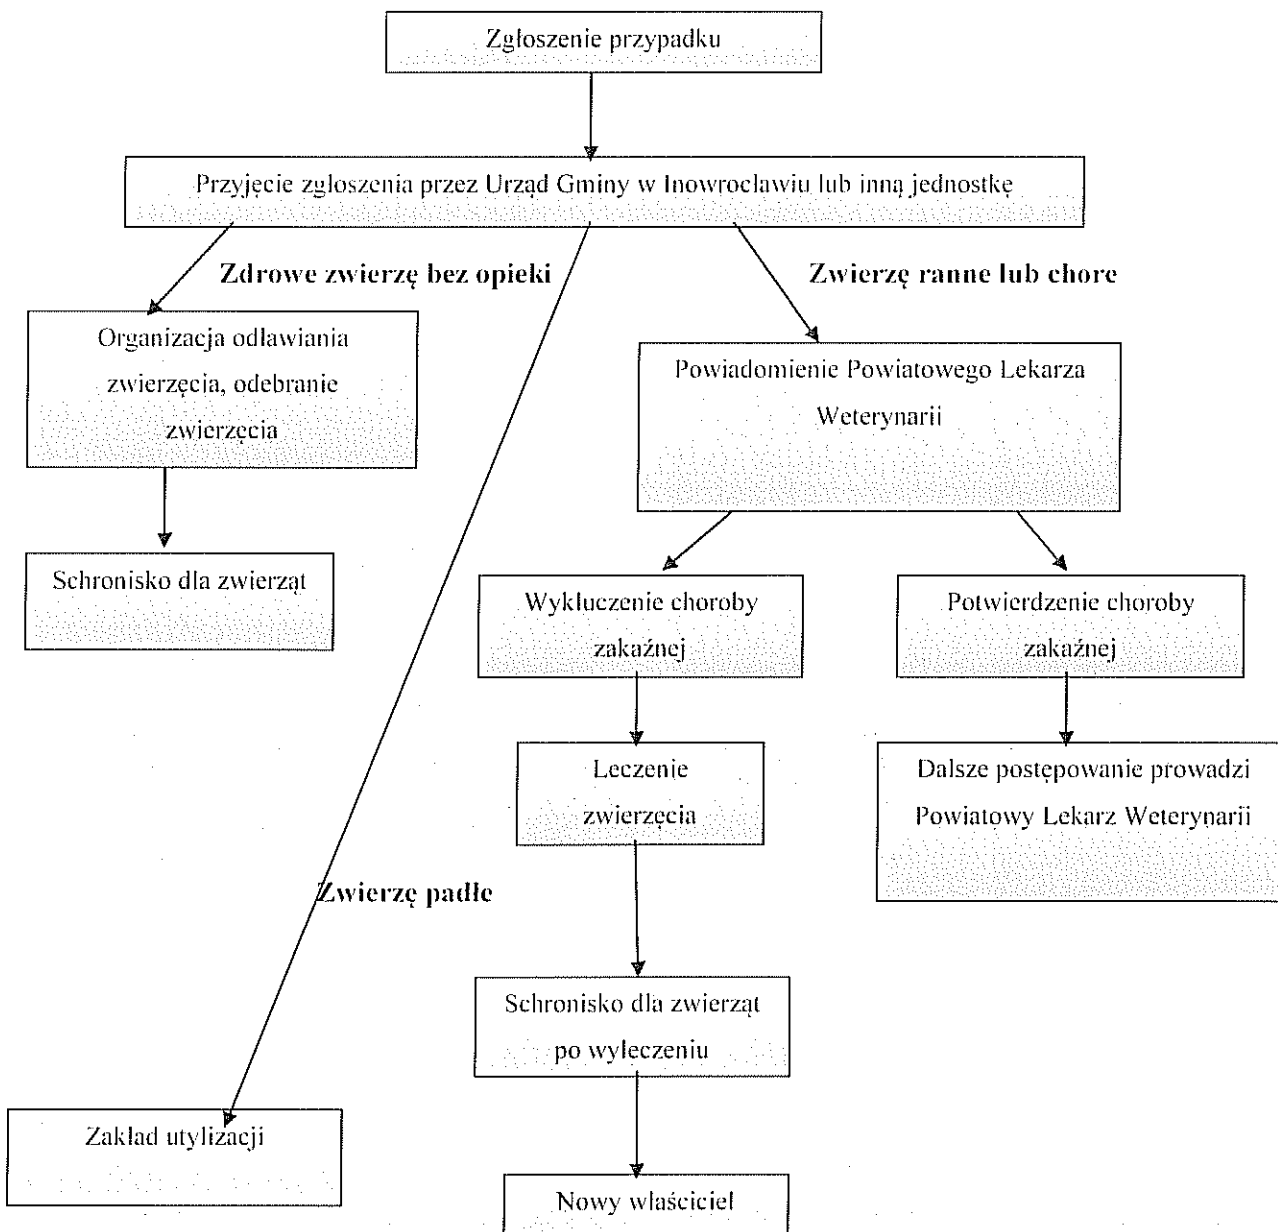 Zgłoszenie przypadku
Przyjęcie zgłoszenia przez Urząd Gminy w Inowrocławiu lub inną jednostkę
Zdrowe zwierzę bez opieki
Zwierzę ranne lub chore
Organizacja odławiania
zwierzęcia, odebranie
zwierzęcia
Powiadomienie Powiatowego Lekarza
Weterynarii
Schronisko dla zwierząt
Wykluczenie choroby
zakaźnej
Potwierdzenie choroby
zakaźnej
Leczenie
zwierzęcia
Dalsze postępowanie prowadzi
Powiatowy Lekarz Weterynarii
Zwierzę padłe
Schronisko dla zwierząt
po wyleczeniu
Zakład utylizacji
Nowy właściciel